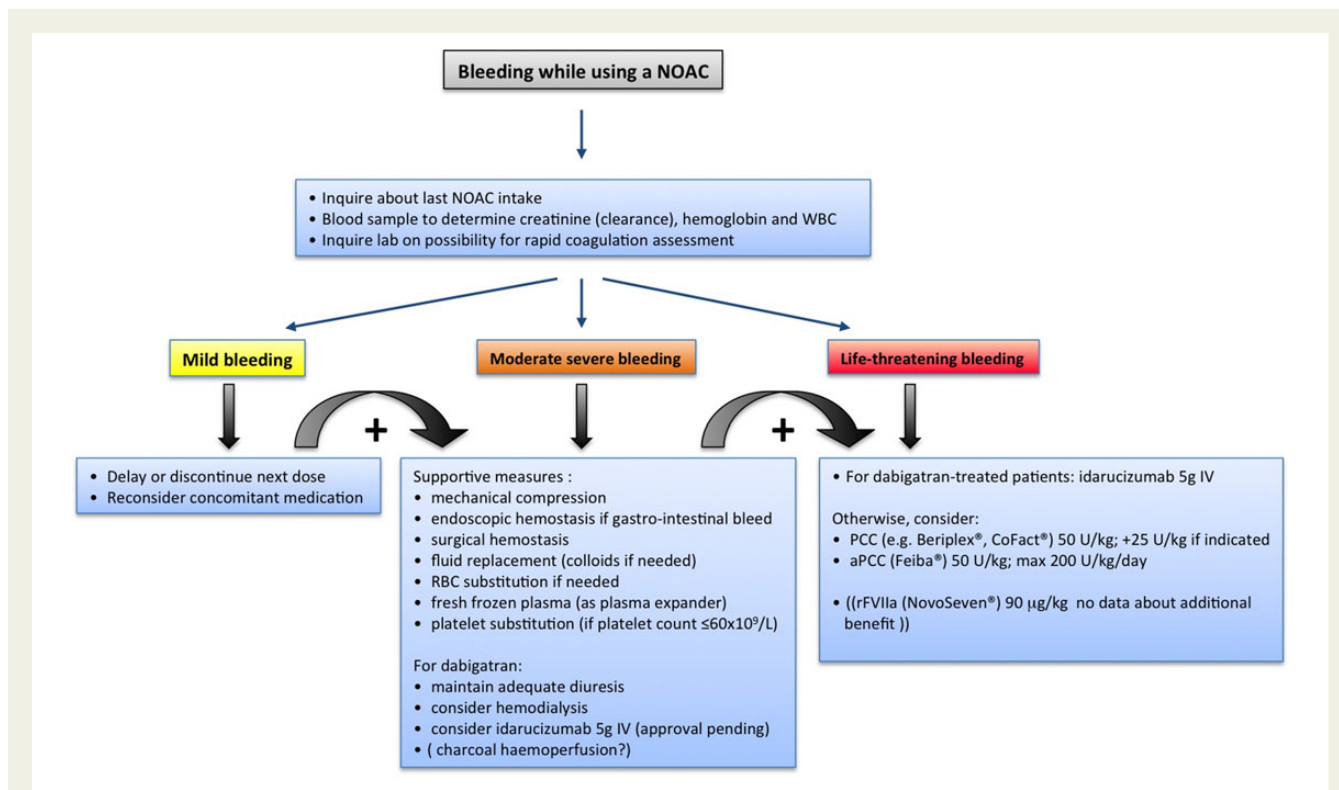 Bleeding while using a NOAC
• Inquire about last NOAC intake
• Blood sample to determine creatinine (clearance), hemoglobin and WBC
• Inquire lab on possibility for rapid coagulation assessment
Mild bleeding
Moderate severe bleeding
Life-threatening bleeding
+
+
• Delay or discontinue next dose
• Reconsider concomitant medication
Supportive measures :
• mechanical compression
• endoscopic hemostasis if gastro-intestinal bleed
• surgical hemostasis
• fluid replacement (colloids if needed)
• RBC substitution if needed
• fresh frozen plasma (as plasma expander)
• platelet substitution (if platelet count ≤60x10⁹/L)
For dabigatran:
• maintain adequate diuresis
• consider hemodialysis
• consider idarucizumab 5g IV (approval pending)
• ( charcoal haemoperfusion?)
• For dabigatran-treated patients: idarucizumab 5g IV
Otherwise, consider:
• PCC (e.g. Beriplex®, CoFact®) 50 U/kg; +25 U/kg if indicated
• aPCC (Feiba®) 50 U/kg; max 200 U/kg/day
• ((rFVIIa (NovoSeven®) 90 μg/kg no data about additional
benefit ))